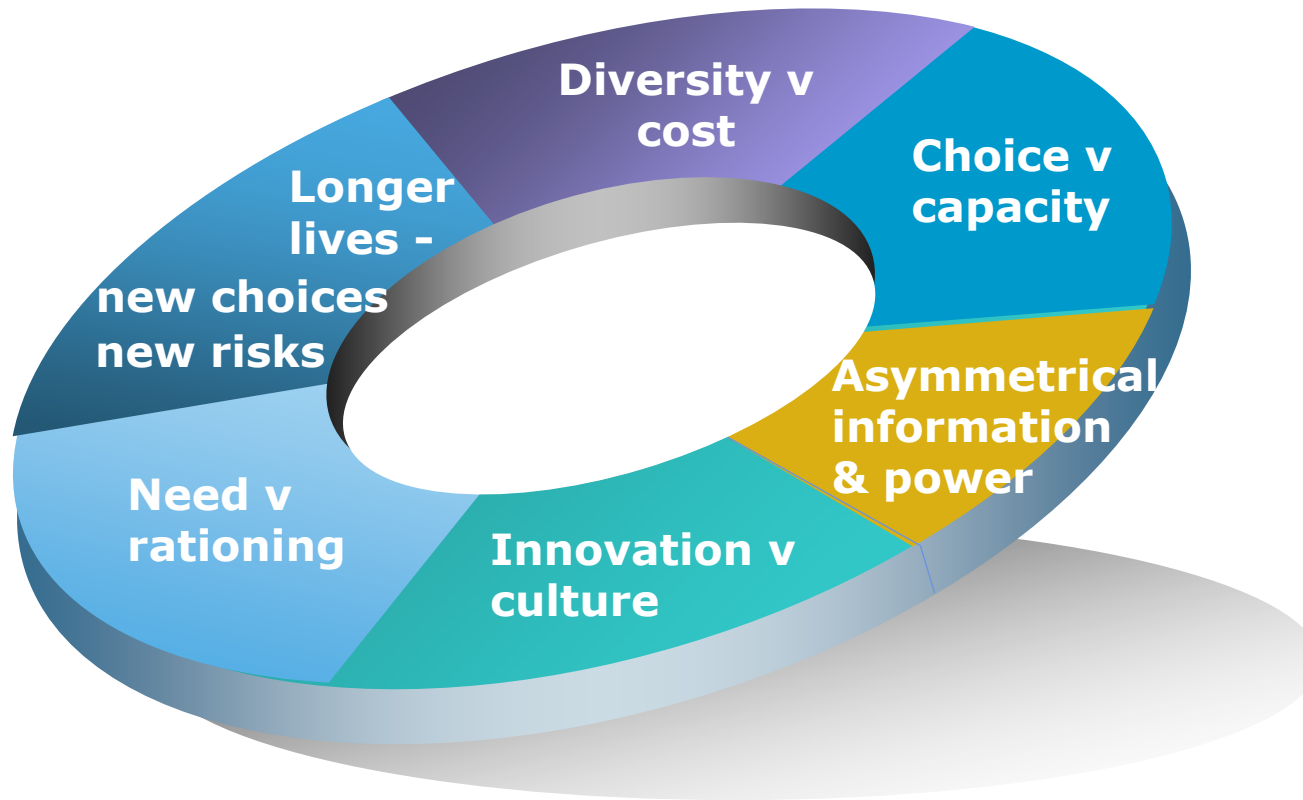 Diversity v
cost
Choice v
capacity
Asymmetrical
information
& power
Innovation v
culture
Need v
rationing
Longer
lives -
new choices
new risks